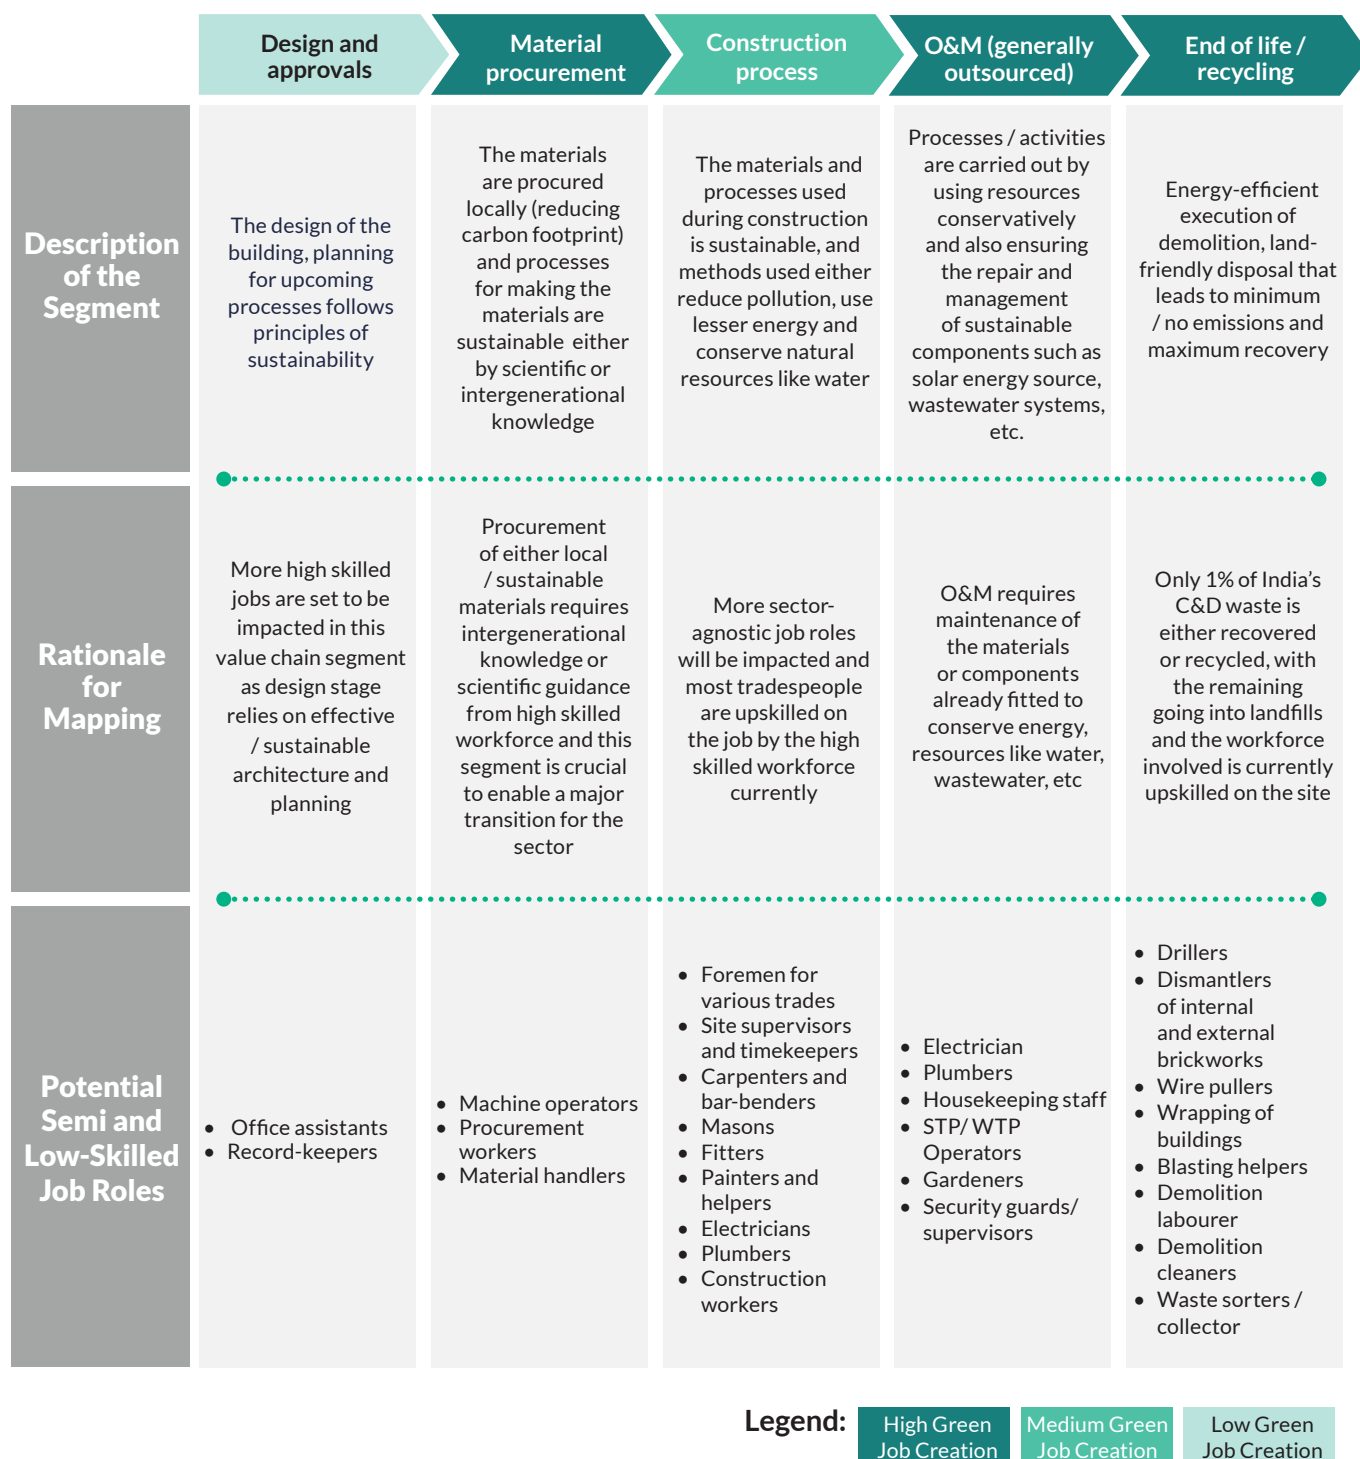 Design and
approvals
Material
procurement
Construction
process
O&M (generally
outsourced)
End of life /
recycling
Description
of the
Segment
The design of the
building, planning
for upcoming
processes follows
principles of
sustainability
The materials
are procured
locally (reducing
carbon footprint)
and processes
for making the
materials are
sustainable either
by scientific or
intergenerational
knowledge
The materials and
processes used
during construction
is sustainable, and
methods used either
reduce pollution, use
lesser energy and
conserve natural
resources like water
Processes / activities
are carried out by
using resources
conservatively
and also ensuring
the repair and
management
of sustainable
components such as
solar energy source,
wastewater systems,
etc.
Energy-efficient
execution of
demolition, land-
friendly disposal that
leads to minimum
/ no emissions and
maximum recovery
Rationale
for
Mapping
More high skilled
jobs are set to be
impacted in this
value chain segment
as design stage
relies on effective
/ sustainable
architecture and
planning
Procurement
of either local
/ sustainable
materials requires
intergenerational
knowledge or
scientific guidance
from high skilled
workforce and this
segment is crucial
to enable a major
transition for the
sector
More sector-
agnostic job roles
will be impacted and
most tradespeople
are upskilled on
the job by the high
skilled workforce
currently
O&M requires
maintenance of
the materials
or components
already fitted to
conserve energy,
resources like water,
wastewater, etc
Only 1% of India's
C&D waste is
either recovered
or recycled, with
the remaining
going into landfills
and the workforce
involved is currently
upskilled on the site
Potential
Semi and
Low-Skilled
Job Roles
• Office assistants
• Record-keepers
• Machine operators
• Procurement
workers
• Material handlers
• Foremen for
various trades
• Site supervisors
and timekeepers
• Carpenters and
bar-benders
• Masons
• Fitters
• Painters and
helpers
• Electricians
• Plumbers
• Construction
workers
• Electrician
• Plumbers
• Housekeeping staff
• STP/ WTP
Operators
• Gardeners
• Security guards/
supervisors
• Drillers
• Dismantlers
of internal
and external
brickworks
• Wire pullers
• Wrapping of
buildings
• Blasting helpers
• Demolition
labourer
• Demolition
cleaners
• Waste sorters /
collector
Legend:
High Green
Job Creation
Medium Green
Job Creation
Low Green
Job Creation